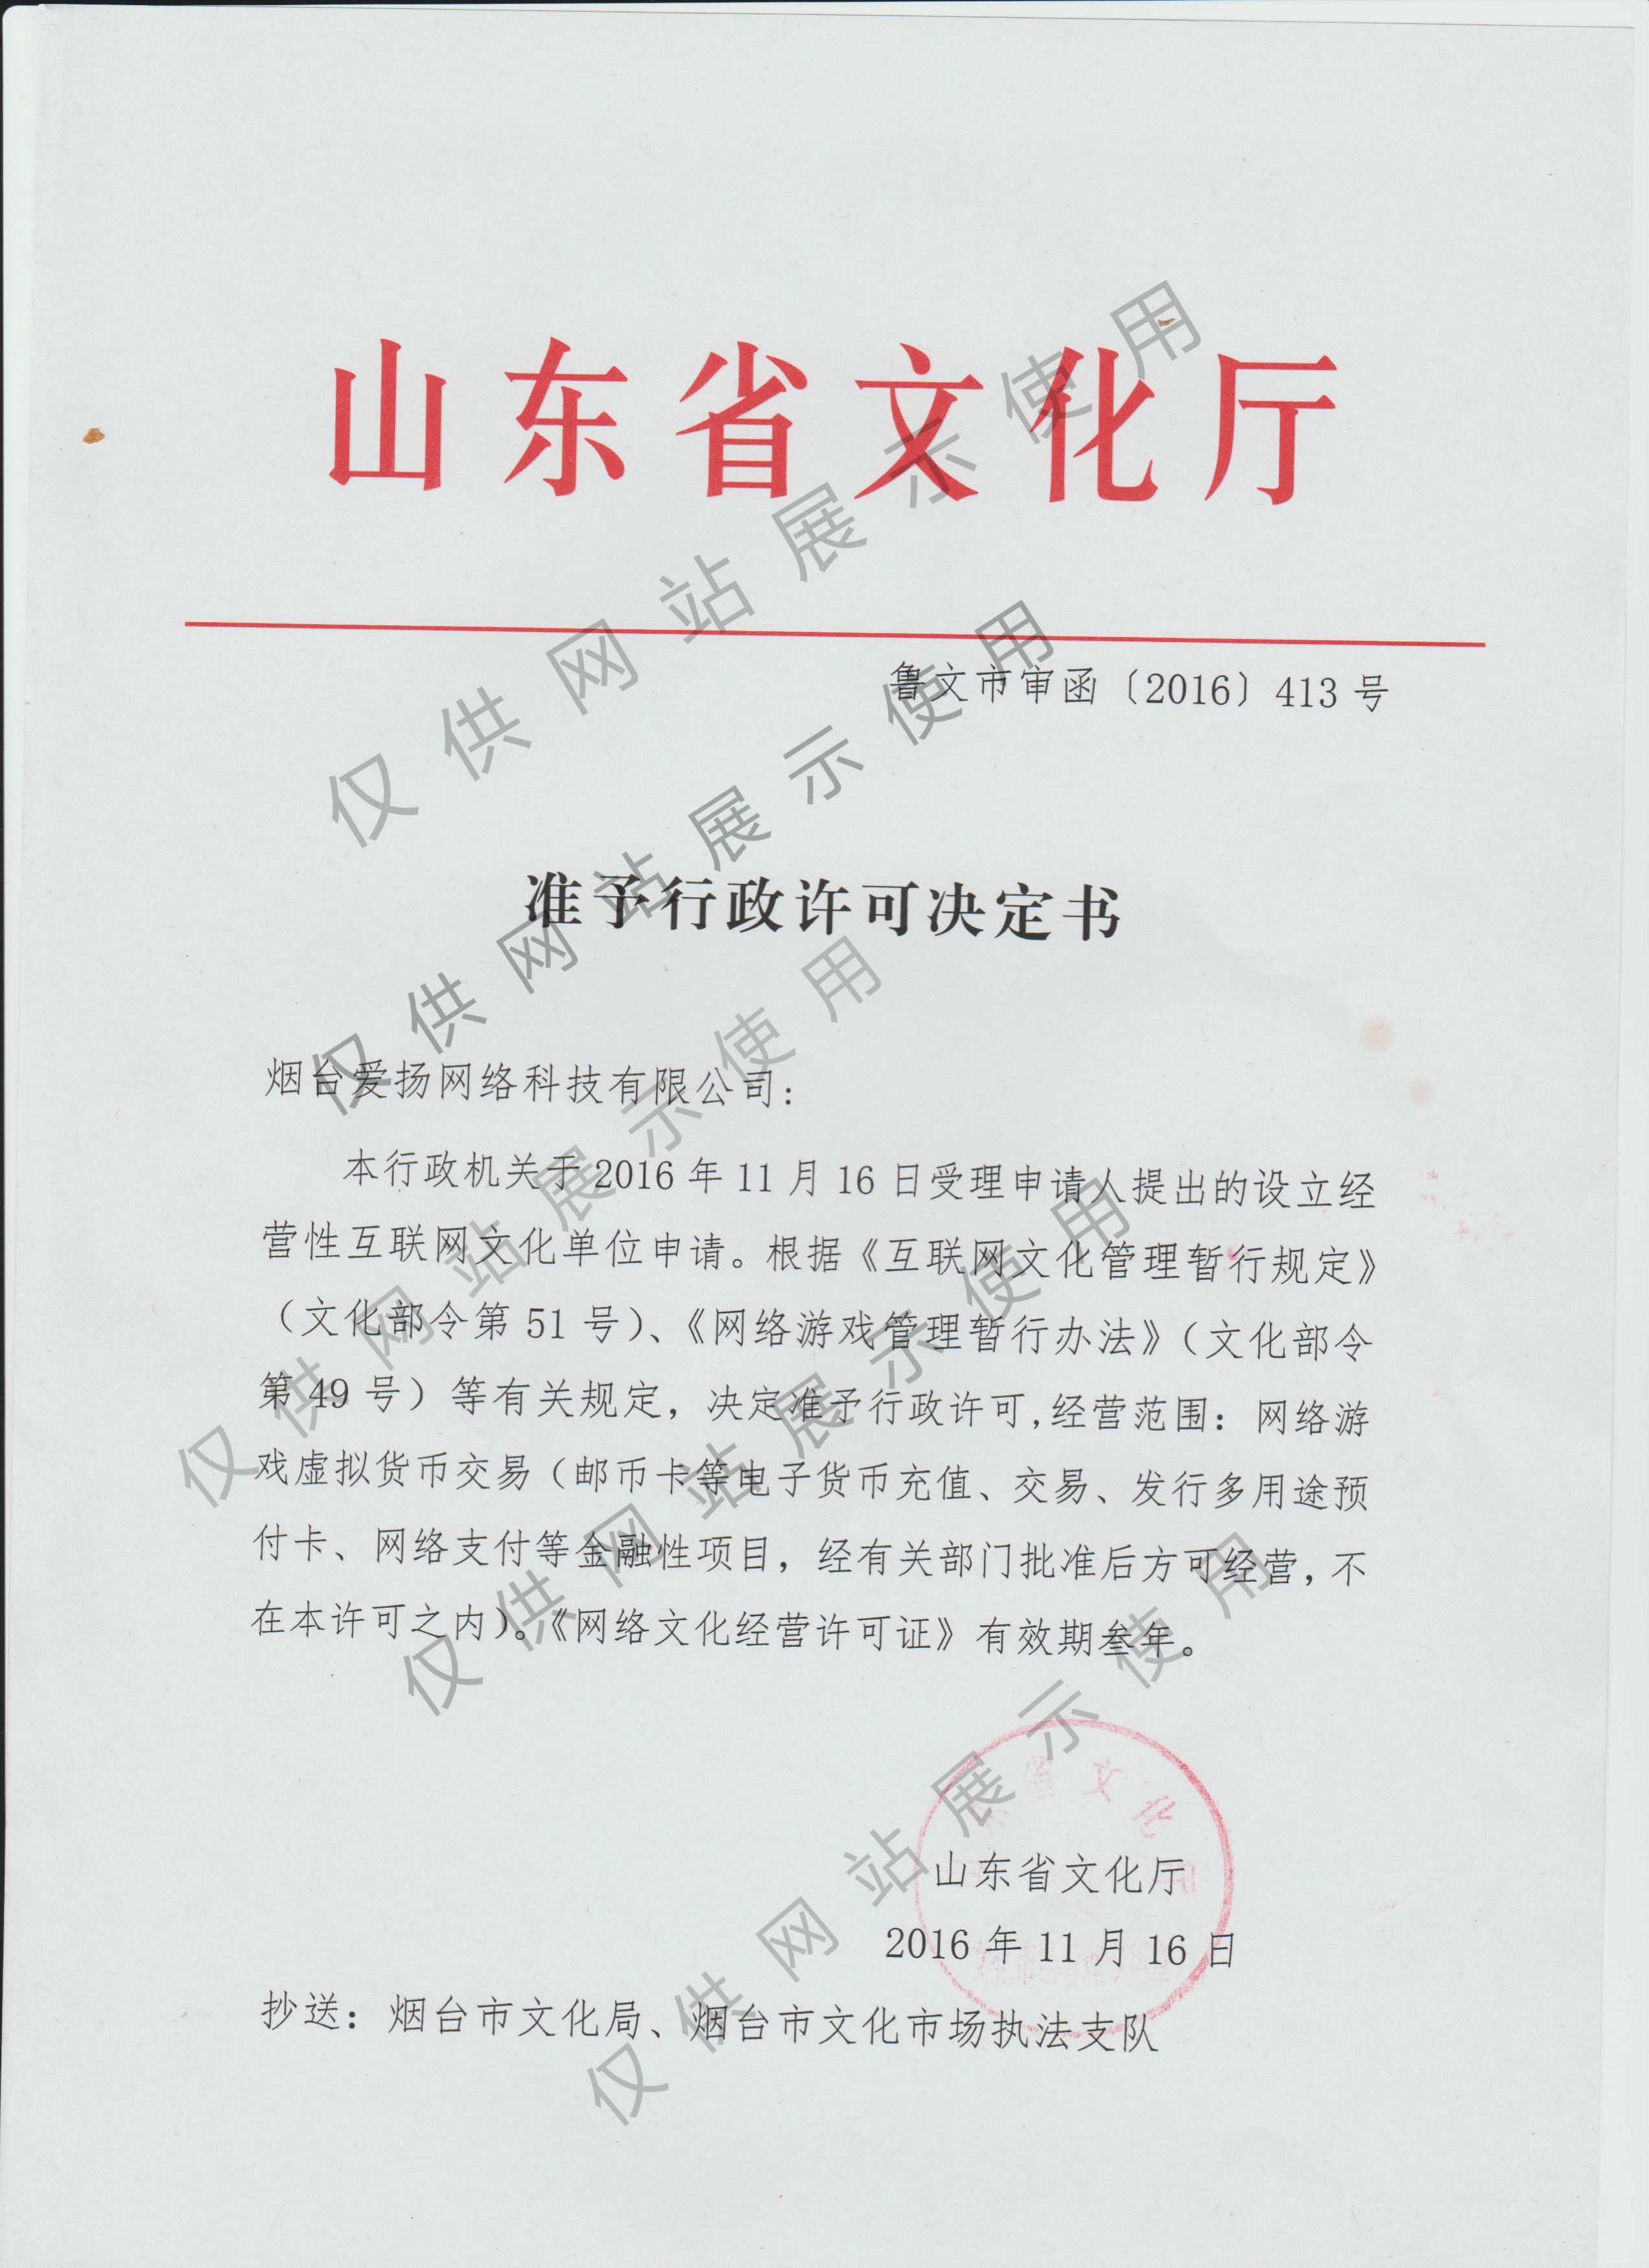 山东省文化厅
鲁文市审函〔2016〕413号
准予行政许可决定书
烟台爱扬网络科技有限公司:
本行政机关于2016年11月16日受理申请人提出的设立经
营性互联网文化单位申请。根据《互联网文化管理暂行规定》
（文化部令第51号）、《网络游戏管理暂行办法》（文化部令
第49号）等有关规定，决定准予行政许可,经营范围：网络游
戏虚拟货币交易（邮币卡等电子货币充值、交易、发行多用途预
付卡、网络支付等金融性项目，经有关部门批准后方可经营，不
在本许可之内）。《网络文化经营许可证》有效期叁年。
省文化
山东省文化厅
2016年11月16日
抄送：烟台市文化局、烟台市文化市场执法支队
仅供网站展示使用
仅供网站展示使用
仅供网站展示使用
仅供网站展示使用
仅供网站展示使用